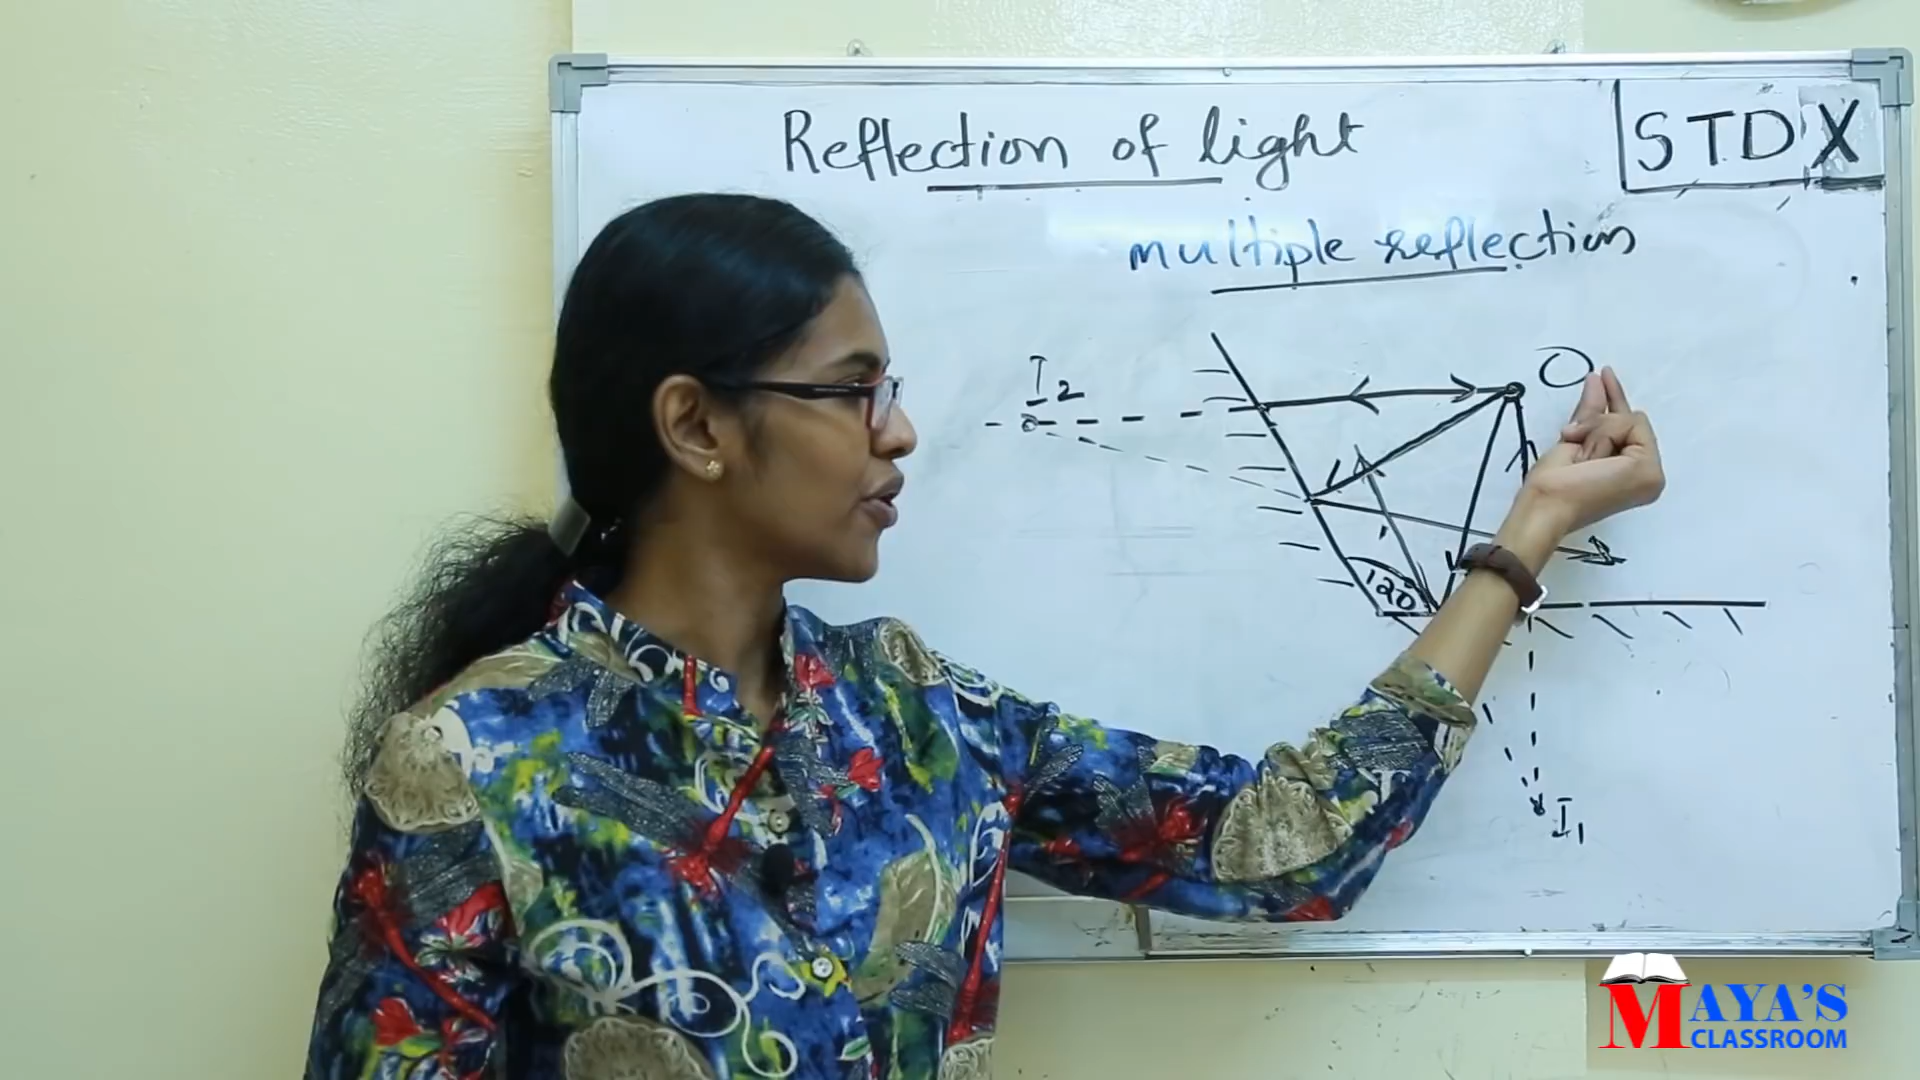 Reflection of light
STD X
multiple reflection
I2
O
120
I1
MAYA'S
CLASSROOM